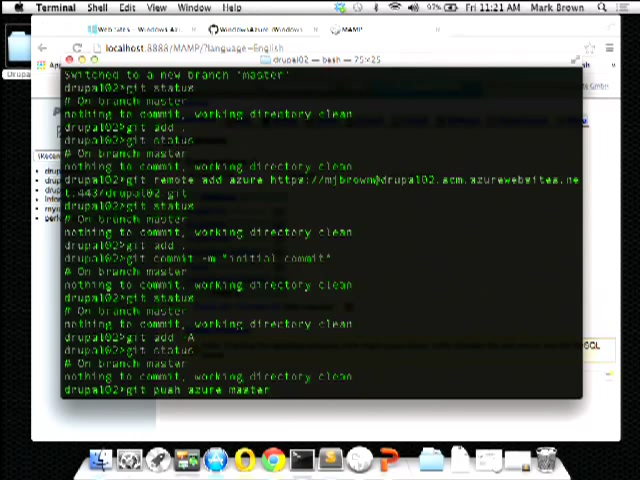 Terminal Shell Edit View Window Help 97% Fri 11:21 AM Mark Brown
Web sites - Windows Az
WindowsAzure (Windows
MAMP
localhost:8888/MAMP/?language=English
drupal02 — bash — 75×25
Switched to a new branch 'master'
drupal02>git status
# On branch master
nothing to commit, working directory clean
drupal02>git add .
drupal02>git status
# On branch master
nothing to commit, working directory clean
drupal02>git remote add azure https://mjbrown@drupal02.scm.azurewebsites.ne
t:443/drupal02.git
drupal02>git status
# On branch master
nothing to commit, working directory clean
drupal02>git add .
drupal02>git commit -m "initial commit"
# On branch master
nothing to commit, working directory clean
drupal02>git status
# On branch master
nothing to commit, working directory clean
drupal02>git add -A
drupal02>git status
# On branch master
nothing to commit, working directory clean
drupal02>git push azure master